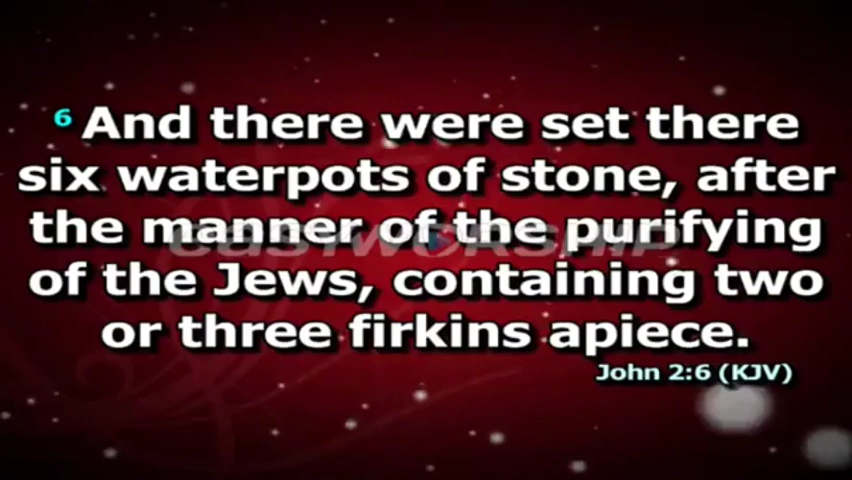 6 And there were set there
six waterpots of stone, after
the manner of the purifying
of the Jews, containing two
or three firkins apiece.
John 2:6 (KJV)
easyworship